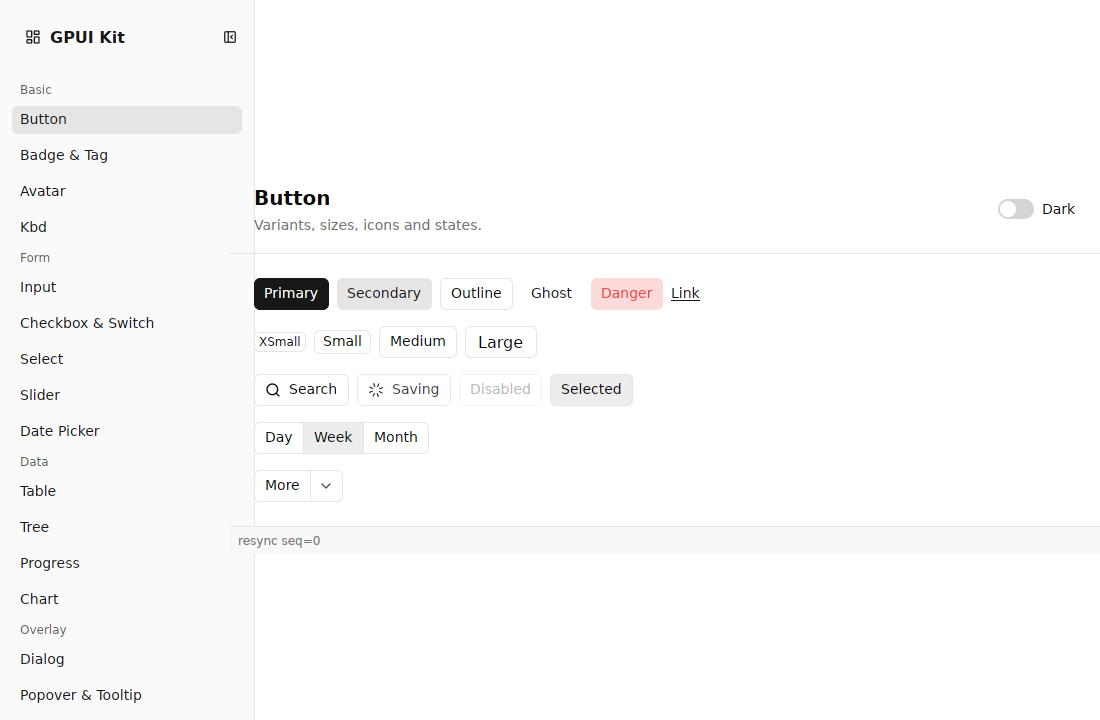 GPUI Kit
Basic
Button
Badge & Tag
Avatar
Kbd
Form
Input
Checkbox & Switch
Select
Slider
Date Picker
Data
Table
Tree
Progress
Chart
Overlay
Dialog
Popover & Tooltip
Button
Variants, sizes, icons and states.
Dark
Primary Secondary Outline Ghost Danger Link
XSmall Small Medium Large
Search Saving Disabled Selected
Day Week Month
More
resync seq=0